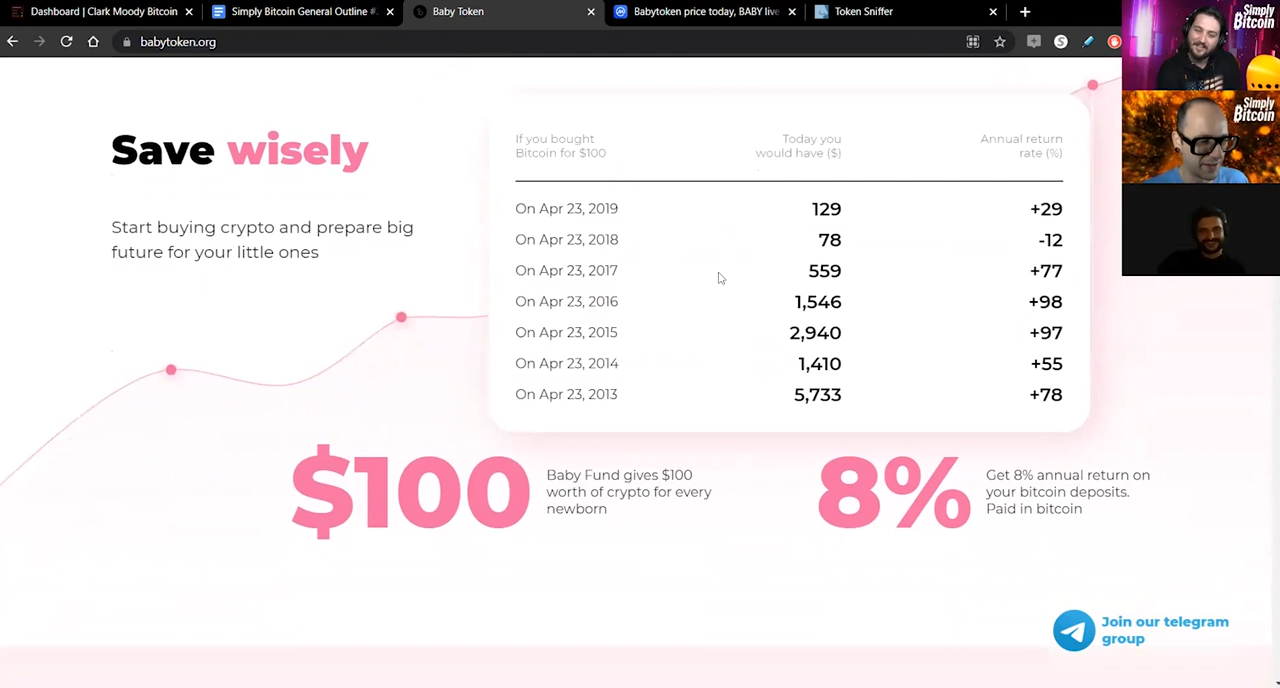 Dashboard | Clark Moody Bitcoin
Simply Bitcoin General Outline #
Baby Token
Babytoken price today, BABY live
Token Sniffer
babytoken.org
Simply
Bitcoin
Simply
Bitcoin
Save wisely
Start buying crypto and prepare big
future for your little ones
If you bought
Bitcoin for $100
Today you
would have ($)
Annual return
rate (%)
On Apr 23, 2019 129 +29
On Apr 23, 2018 78 -12
On Apr 23, 2017 559 +77
On Apr 23, 2016 1,546 +98
On Apr 23, 2015 2,940 +97
On Apr 23, 2014 1,410 +55
On Apr 23, 2013 5,733 +78
$100
Baby Fund gives $100
worth of crypto for every
newborn
8%
Get 8% annual return on
your bitcoin deposits.
Paid in bitcoin
Join our telegram
group